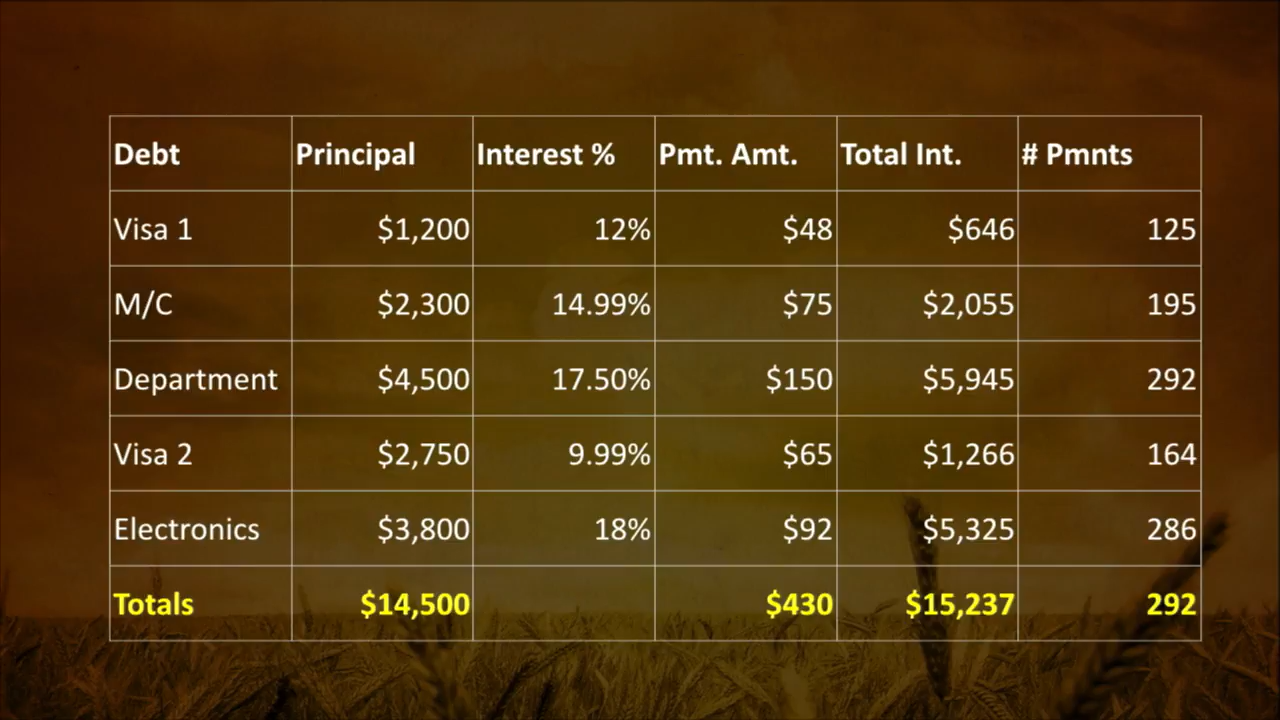 Debt Principal Interest % Pmt. Amt. Total Int. # Pmnts
Visa 1 $1,200 12% $48 $646 125
M/C $2,300 14.99% $75 $2,055 195
Department $4,500 17.50% $150 $5,945 292
Visa 2 $2,750 9.99% $65 $1,266 164
Electronics $3,800 18% $92 $5,325 286
Totals $14,500 $430 $15,237 292